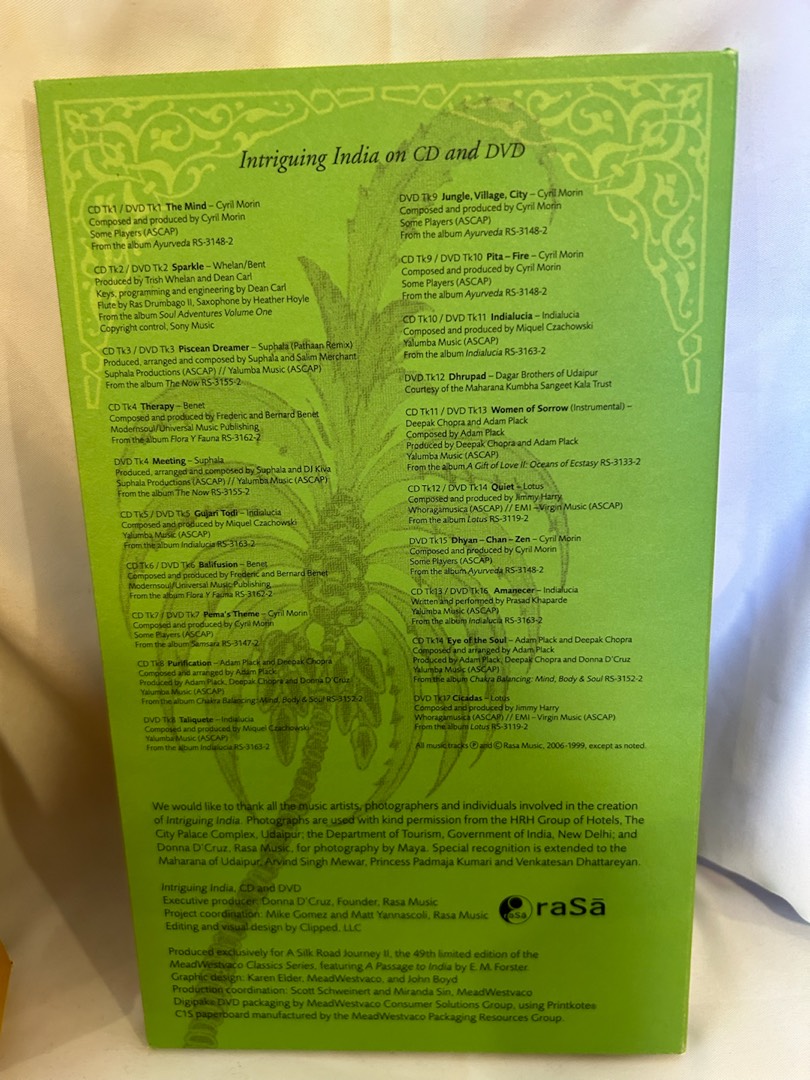 Intriguing India on CD and DVD
CD Tk1 / DVD Tk1 The Mind – Cyril Morin
Composed and produced by Cyril Morin
Some Players (ASCAP)
From the album Ayurveda RS-3148-2
CD Tk2 / DVD Tk2 Sparkle – Whelan/Bent
Produced by Trish Whelan and Dean Carl
Keys, programming and engineering by Dean Carl
Flute by Ras Drumbago II, Saxophone by Heather Hoyle
From the album Soul Adventures Volume One
Copyright control, Sony Music
CD Tk3 / DVD Tk3 Piscean Dreamer – Suphala (Pathaan Remix)
Produced, arranged and composed by Suphala and Salim Merchant
Suphala Productions (ASCAP) // Yalumba Music (ASCAP)
From the album The Now RS-3155-2
CD Tk4 Therapy – Benet
Composed and produced by Frederic and Bernard Benet
Modernsoul/Universal Music Publishing
From the album Flora Y Fauna RS-3162-2
DVD Tk4 Meeting – Suphala
Produced, arranged and composed by Suphala and DJ Kiva
Suphala Productions (ASCAP) // Yalumba Music (ASCAP)
From the album The Now RS-3155-2
CD Tk5 / DVD Tk5 Gujari Todi – Indialucia
Composed and produced by Miquel Czachowski
Yalumba Music (ASCAP)
From the album Indialucia RS-3163-2
CD Tk6 / DVD Tk6 Balifusion – Benet
Composed and produced by Frederic and Bernard Benet
Modernsoul/Universal Music Publishing
From the album Flora Y Fauna RS-3162-2
CD Tk7 / DVD Tk7 Pema's Theme – Cyril Morin
Composed and produced by Cyril Morin
Some Players (ASCAP)
From the album Samsara RS-3147-2
CD Tk8 Purification – Adam Plack and Deepak Chopra
Composed and arranged by Adam Plack
Produced by Adam Plack, Deepak Chopra and Donna D'Cruz
Yalumba Music (ASCAP)
From the album Chakra Balancing: Mind, Body & Soul RS-3152-2
DVD Tk8 Taliquete – Indialucia
Composed and produced by Miquel Czachowski
Yalumba Music (ASCAP)
From the album Indialucia RS-3163-2
DVD Tk9 Jungle, Village, City – Cyril Morin
Composed and produced by Cyril Morin
Some Players (ASCAP)
From the album Ayurveda RS-3148-2
CD Tk9 / DVD Tk10 Pita – Fire – Cyril Morin
Composed and produced by Cyril Morin
Some Players (ASCAP)
From the album Ayurveda RS-3148-2
CD Tk10 / DVD Tk11 Indialucia – Indialucia
Composed and produced by Miquel Czachowski
Yalumba Music (ASCAP)
From the album Indialucia RS-3163-2
DVD Tk12 Dhrupad – Dagar Brothers of Udaipur
Courtesy of the Maharana Kumbha Sangeet Kala Trust
CD Tk11 / DVD Tk13 Women of Sorrow (Instrumental) –
Deepak Chopra and Adam Plack
Composed by Adam Plack
Produced by Deepak Chopra and Adam Plack
Yalumba Music (ASCAP)
From the album A Gift of Love II: Oceans of Ecstasy RS-3133-2
CD Tk12 / DVD Tk14 Quiet – Lotus
Composed and produced by Jimmy Harry
Whoragamusica (ASCAP) // EMI – Virgin Music (ASCAP)
From the album Lotus RS-3119-2
DVD Tk15 Dhyan – Chan – Zen – Cyril Morin
Composed and produced by Cyril Morin
Some Players (ASCAP)
From the album Ayurveda RS-3148-2
CD Tk13 / DVD Tk16 Amanecer – Indialucia
Written and performed by Prasad Khaparde
Yalumba Music (ASCAP)
From the album Indialucia RS-3163-2
CD Tk14 Eye of the Soul – Adam Plack and Deepak Chopra
Composed and arranged by Adam Plack
Produced by Adam Plack, Deepak Chopra and Donna D'Cruz
Yalumba Music (ASCAP)
From the album Chakra Balancing: Mind, Body & Soul RS-3152-2
DVD Tk17 Cicadas – Lotus
Composed and produced by Jimmy Harry
Whoragamusica (ASCAP) // EMI – Virgin Music (ASCAP)
From the album Lotus RS-3119-2
All music tracks Ⓟ and © Rasa Music, 2006-1999, except as noted.
We would like to thank all the music artists, photographers and individuals involved in the creation
of Intriguing India. Photographs are used with kind permission from the HRH Group of Hotels, The
City Palace Complex, Udaipur; the Department of Tourism, Government of India, New Delhi; and
Donna D'Cruz, Rasa Music, for photography by Maya. Special recognition is extended to the
Maharana of Udaipur, Arvind Singh Mewar, Princess Padmaja Kumari and Venkatesan Dhattareyan.
Intriguing India, CD and DVD
Executive producer: Donna D'Cruz, Founder, Rasa Music
Project coordination: Mike Gomez and Matt Yannascoli, Rasa Music
Editing and visual design by Clipped, LLC
raSā raSā
Produced exclusively for A Silk Road Journey II, the 49th limited edition of the
MeadWestvaco Classics Series, featuring A Passage to India by E. M. Forster.
Graphic design: Karen Elder, MeadWestvaco, and John Boyd
Production coordination: Scott Schweinert and Miranda Sin, MeadWestvaco
Digipak DVD packaging by MeadWestvaco Consumer Solutions Group, using Printkote®
C1S paperboard manufactured by the MeadWestvaco Packaging Resources Group.